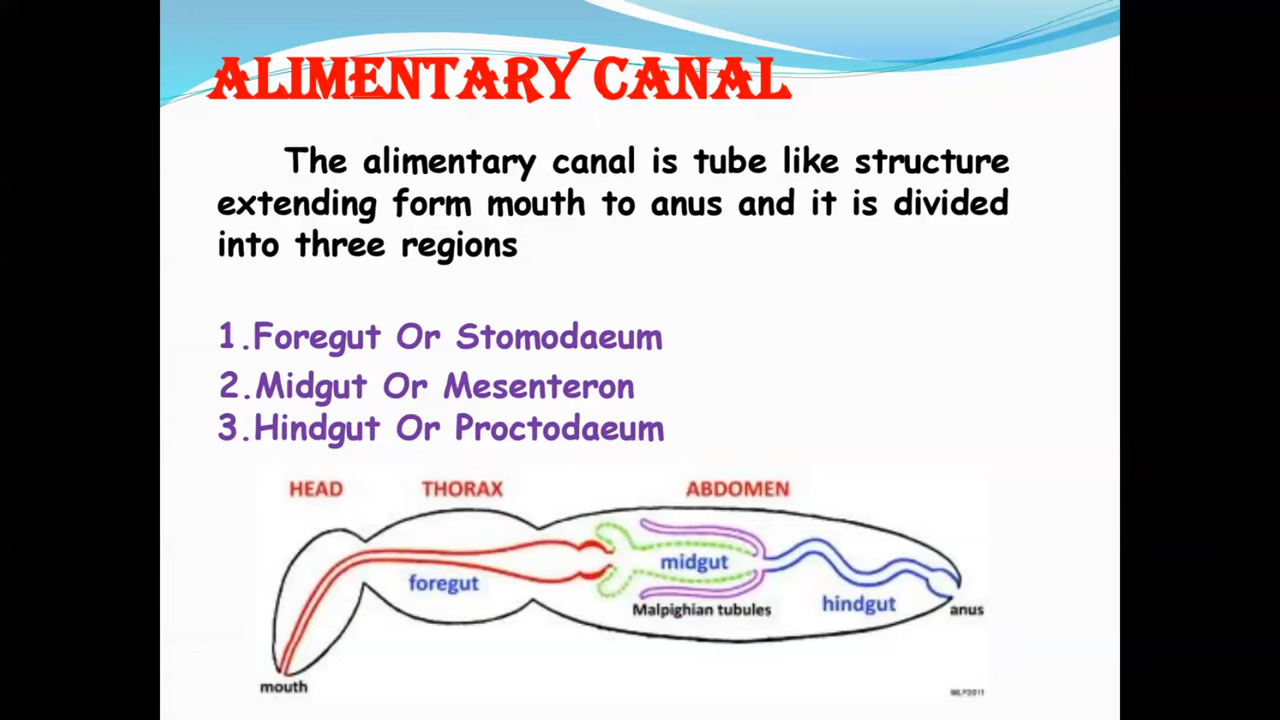 ALIMENTARY CANAL
The alimentary canal is tube like structure
extending form mouth to anus and it is divided
into three regions
1.Foregut Or Stomodaeum
2.Midgut Or Mesenteron
3.Hindgut Or Proctodaeum
HEAD THORAX ABDOMEN
midgut
foregut
hindgut
Malpighian tubules
anus
mouth